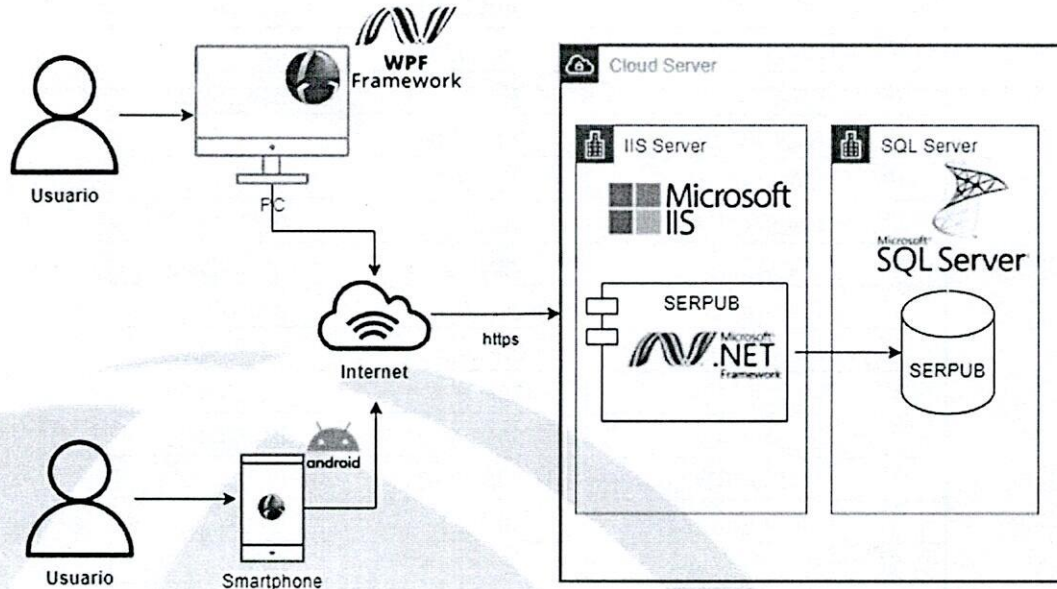 WPF
Framework
Usuario
PC
Internet
https
android
Usuario
Smartphone
Cloud Server
IIS Server
Microsoft
IIS
SERPUB
Microsoft
.NET
Framework
SQL Server
Microsoft
SQL Server
SERPUB